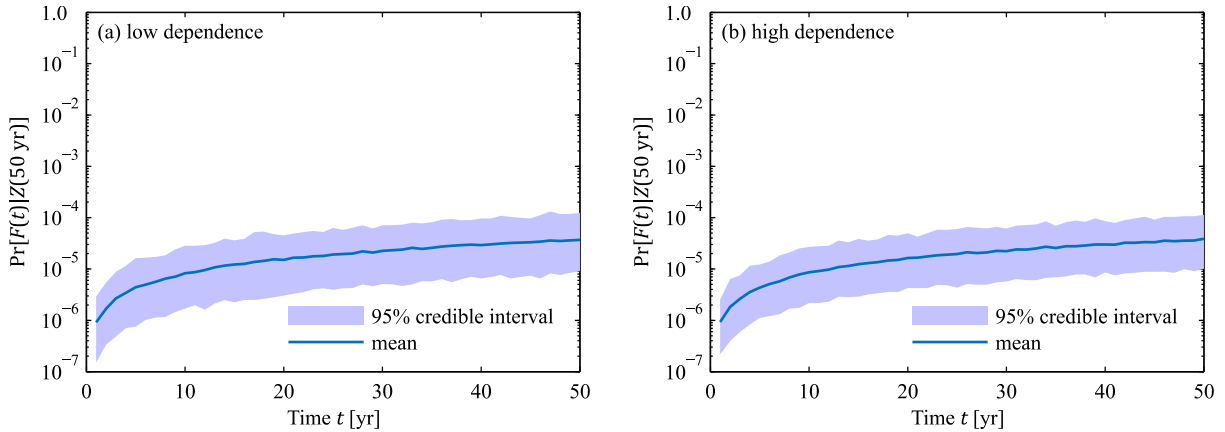 (a) low dependence
Pr[F(t)|Z(50 yr)]
1.0
10⁻¹
10⁻²
10⁻³
10⁻⁴
10⁻⁵
10⁻⁶
10⁻⁷
95% credible interval
mean
0 10 20 30 40 50
Time t [yr]
(b) high dependence
Pr[F(t)|Z(50 yr)]
1.0
10⁻¹
10⁻²
10⁻³
10⁻⁴
10⁻⁵
10⁻⁶
10⁻⁷
95% credible interval
mean
0 10 20 30 40 50
Time t [yr]